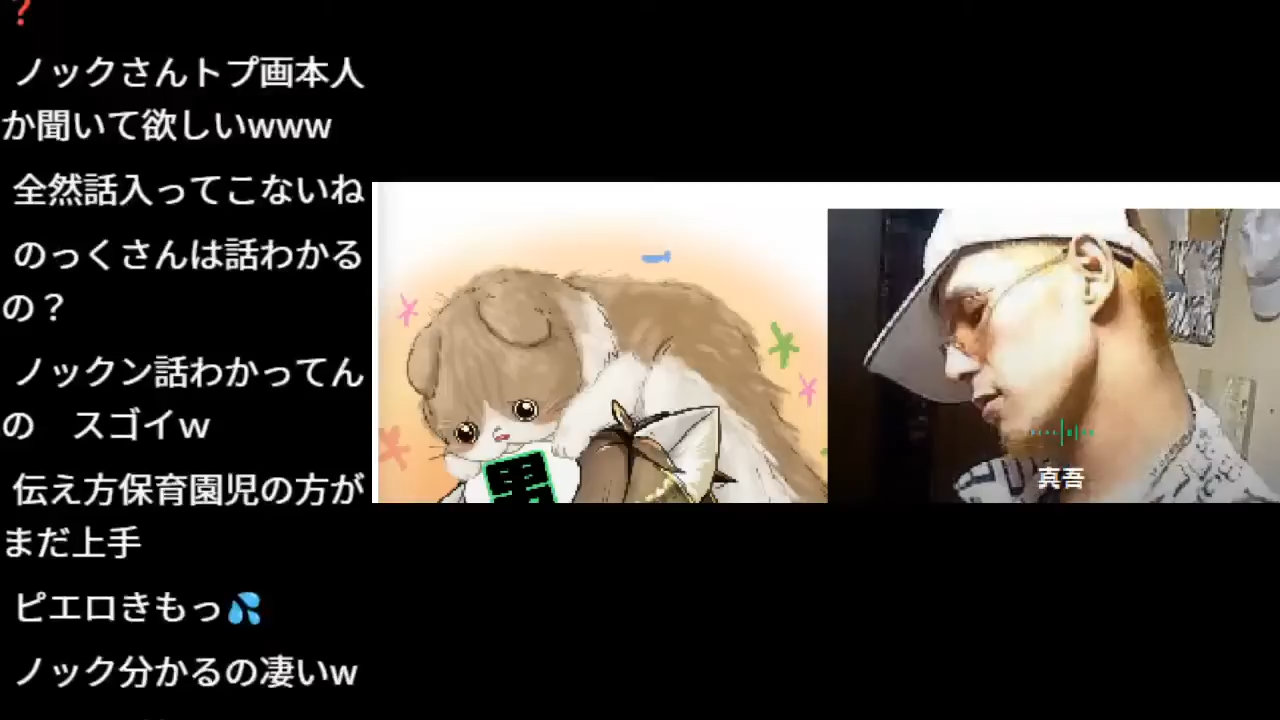 ❓
ノックさんトプ画本人
か聞いて欲しいwww
全然話入ってこないね
のっくさんは話わかる
の？
ノックン話わかってん
の　スゴイｗ
伝え方保育園児の方が
まだ上手
ピエロきもっ💦
ノック分かるの凄いw
男
真吾